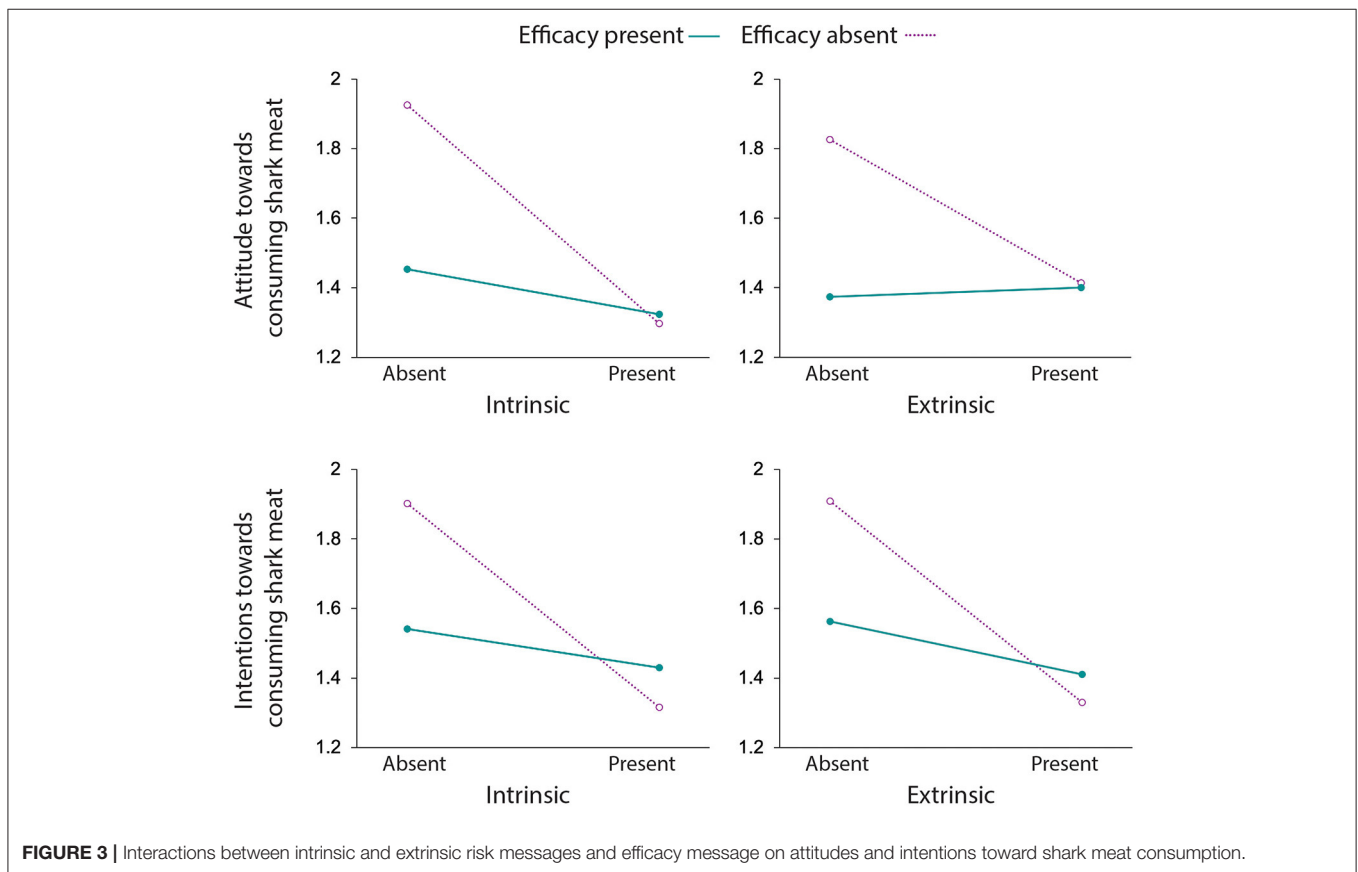 Efficacy present Efficacy absent
Attitude towards
consuming shark meat
2
1.8
1.6
1.4
1.2
Absent Present
Intrinsic
2
1.8
1.6
1.4
1.2
Absent Present
Extrinsic
Intentions towards
consuming shark meat
2
1.8
1.6
1.4
1.2
Absent Present
Intrinsic
2
1.8
1.6
1.4
1.2
Absent Present
Extrinsic
FIGURE 3 | Interactions between intrinsic and extrinsic risk messages and efficacy message on attitudes and intentions toward shark meat consumption.